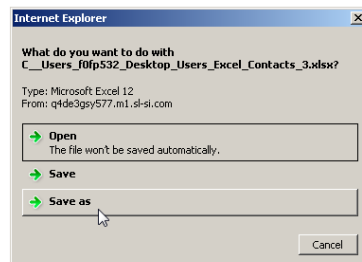 Internet Explorer
What do you want to do with
C__Users_f0fp532_Desktop_Users_Excel_Contacts_3.xlsx?
Type: Microsoft Excel 12
From: q4de3gsy577.m1.sl-si.com
Open
The file won't be saved automatically.
Save
Save as
Cancel